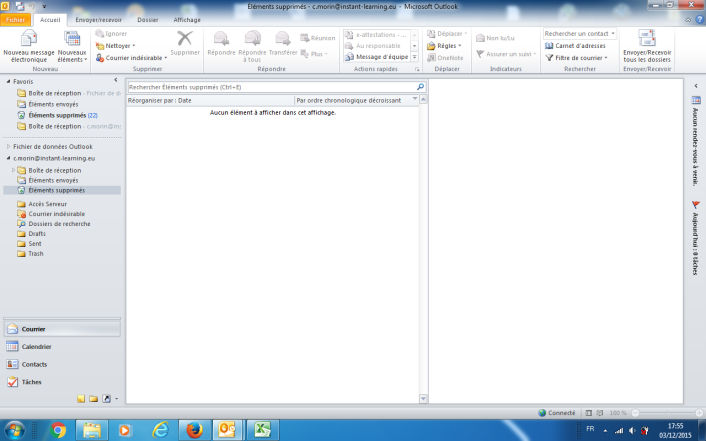 Éléments supprimés - c.morin@instant-learning.eu - Microsoft Outlook
Fichier Accueil Envoyer/recevoir Dossier Affichage
Nouveau message électronique
Nouveaux éléments
Nouveau
Ignorer
Nettoyer
Courrier indésirable
Supprimer
Supprimer
Répondre
Répondre à tous
Transférer
Réunion
Plus
Répondre
e-attestations - ...
Au responsable
Message d'équipe
Actions rapides
Déplacer
Règles
OneNote
Déplacer
Non lu/Lu
Assurer un suivi
Indicateurs
Rechercher un contact
Carnet d'adresses
Filtrer le courrier
Rechercher
Envoyer/Recevoir tous les dossiers
Envoyer/Recevoir
Favoris
Boîte de réception - Fichier de d
Éléments envoyés
Éléments supprimés (22)
Boîte de réception - c.morin@ins
Fichier de données Outlook
c.morin@instant-learning.eu
Boîte de réception
Éléments envoyés
Éléments supprimés
Accès Serveur
Courrier indésirable
Dossiers de recherche
Drafts
Sent
Trash
Courrier
Calendrier
Contacts
Tâches
Rechercher Éléments supprimés (Ctrl+E)
Réorganiser par : Date Par ordre chronologique décroissant
Aucun élément à afficher dans cet affichage.
Aucun rendez-vous à venir.
Aujourd'hui : 0 tâches
Connecté 100 %
FR 17:55
03/12/2015